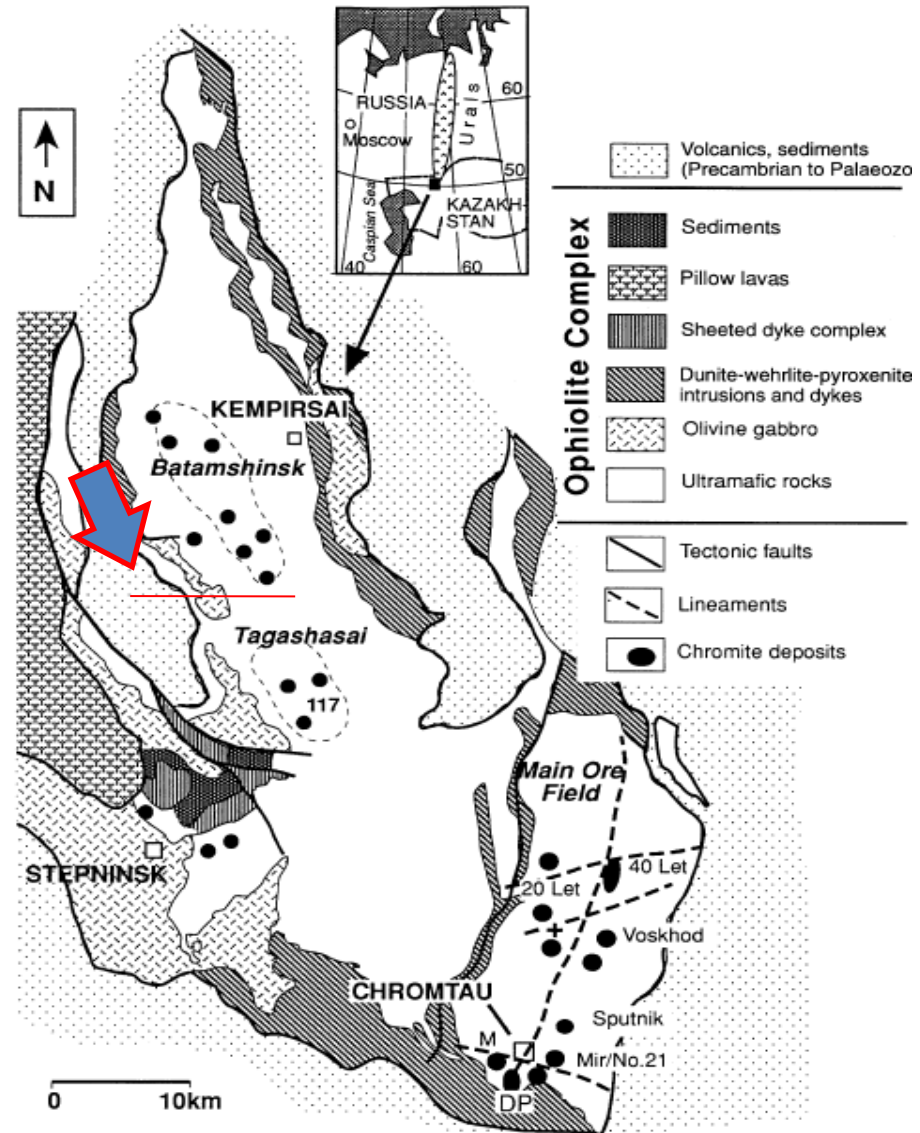 N
RUSSIA
Moscow
Urals
60
50
KAZAKH-
STAN
Caspian Sea
40
60
Volcanics, sediments
(Precambrian to Palaeozo
Ophiolite Complex
Sediments
Pillow lavas
Sheeted dyke complex
Dunite-wehrlite-pyroxenite
intrusions and dykes
Olivine gabbro
Ultramafic rocks
Tectonic faults
Lineaments
Chromite deposits
KEMPIRSAI
Batamshinsk
Tagashasai
117
Main Ore
Field
STEPNINSK
40 Let
20 Let
Voskhod
CHROMTAU
Sputnik
M
Mir/No.21
DP
0 10km